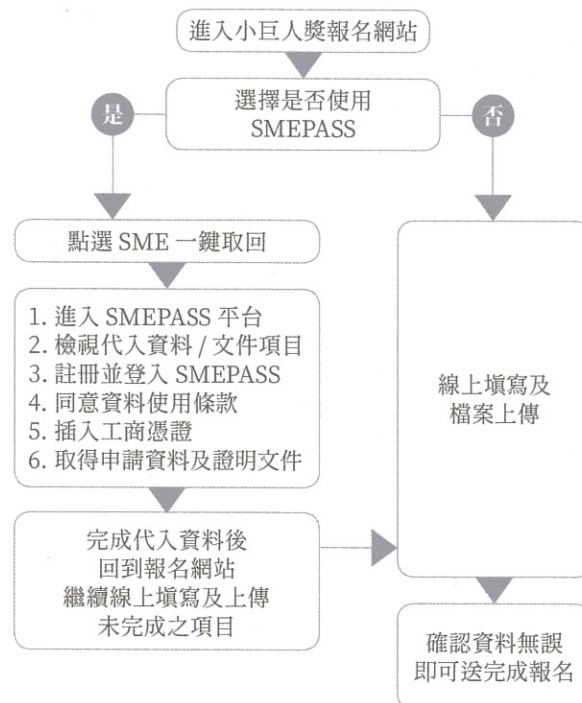 進入小巨人獎報名網站
選擇是否使用
SMEPASS
是
否
點選 SME 一鍵取回
1. 進入 SMEPASS 平台
2. 檢視代入資料 / 文件項目
3. 註冊並登入 SMEPASS
4. 同意資料使用條款
5. 插入工商憑證
6. 取得申請資料及證明文件
線上填寫及
檔案上傳
完成代入資料後
回到報名網站
繼續線上填寫及上傳
未完成之項目
確認資料無誤
即可送完成報名